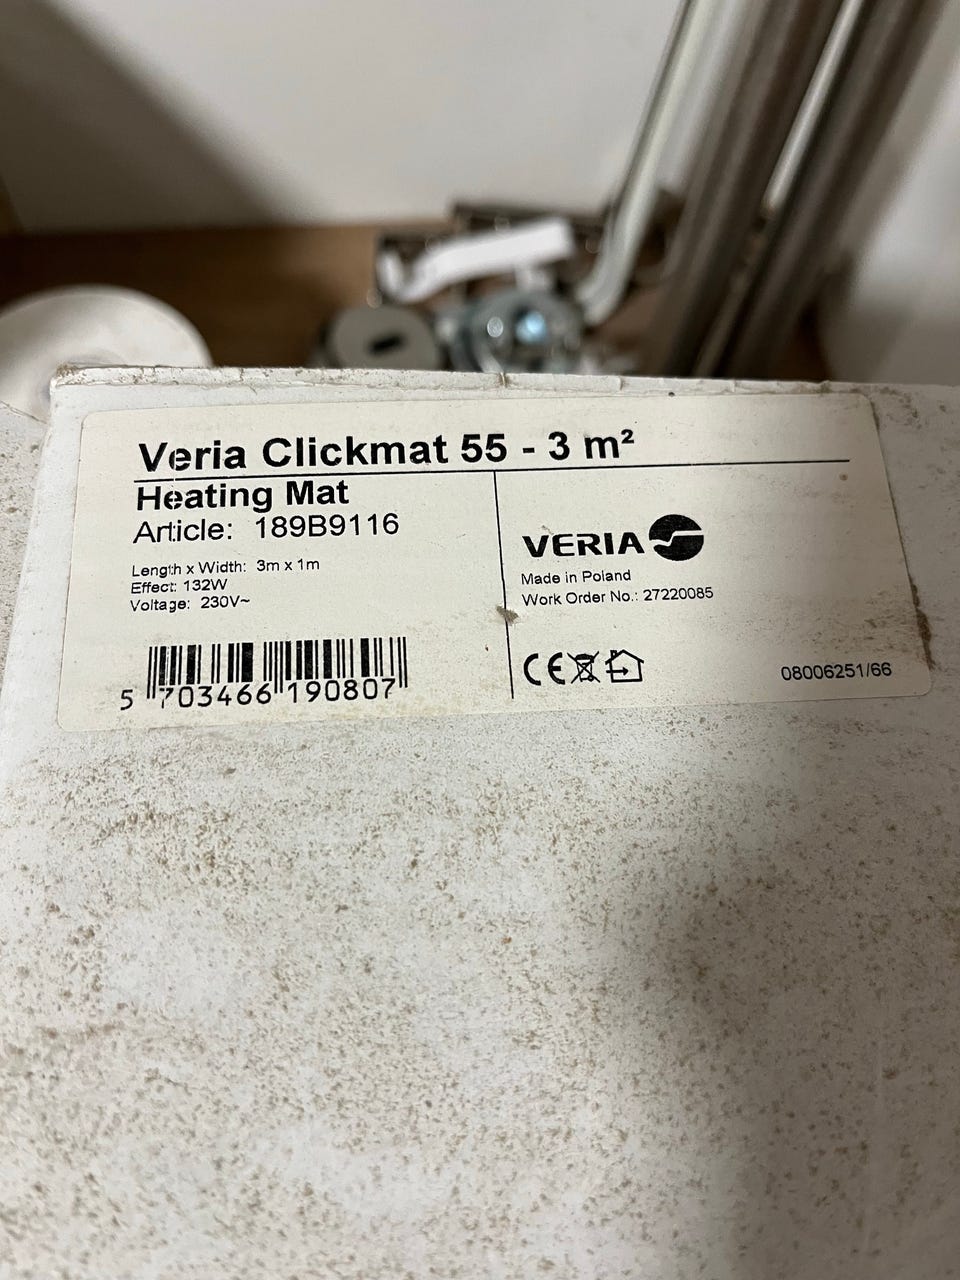 Veria Clickmat 55 - 3 m²
Heating Mat
Article: 189B9116
Length x Width: 3m x 1m
Effect: 132W
Voltage: 230V~
5 703466 190807
VERIA
Made in Poland
Work Order No.: 27220085
CE
08006251/66